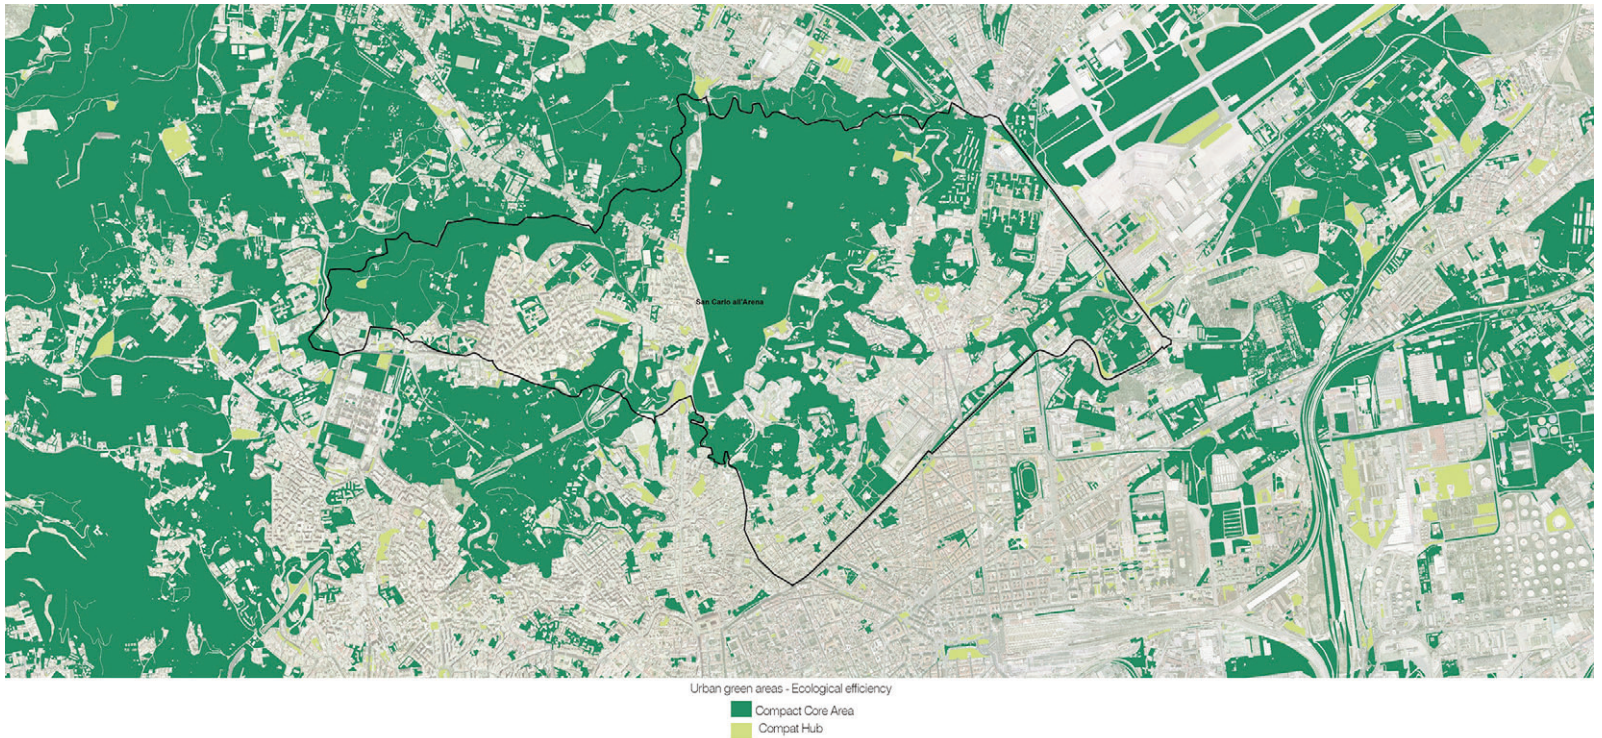 San Carlo all'Arena
Urban green areas - Ecological efficiency
Compact Core Area
Compat Hub